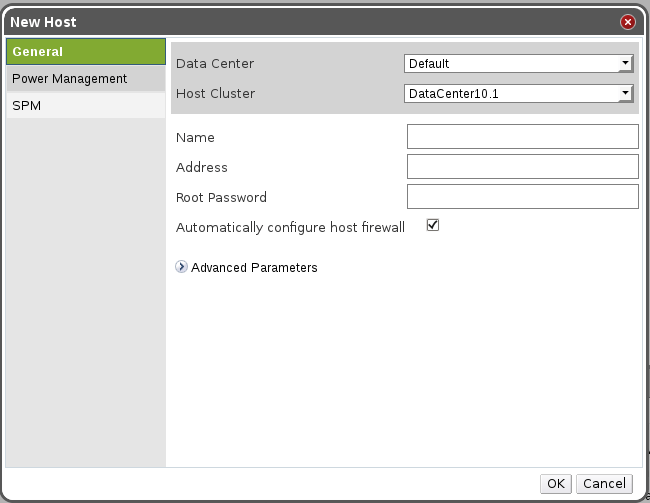 New Host
General
Power Management
SPM
Data Center
Default
Host Cluster
DataCenter10.1
Name
Address
Root Password
Automatically configure host firewall
Advanced Parameters
OK
Cancel